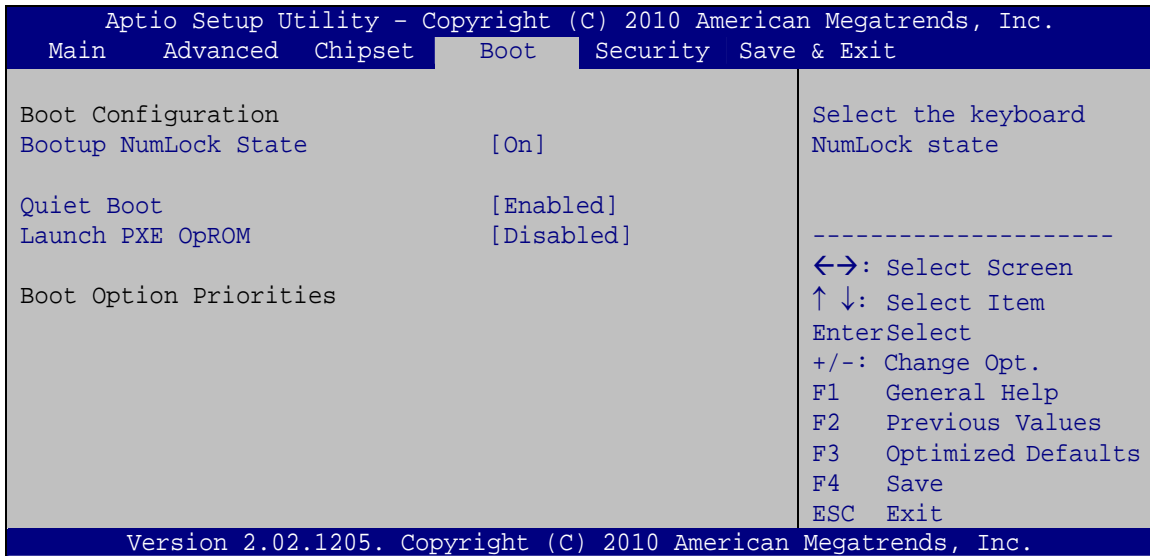 Aptio Setup Utility – Copyright (C) 2010 American Megatrends, Inc.
Main Advanced Chipset Boot Security Save & Exit
Boot Configuration
Bootup NumLock State [On]
Quiet Boot [Enabled]
Launch PXE OpROM [Disabled]
Boot Option Priorities
Select the keyboard
NumLock state
---------------------
←→: Select Screen
↑ ↓: Select Item
EnterSelect
+/-: Change Opt.
F1 General Help
F2 Previous Values
F3 Optimized Defaults
F4 Save
ESC Exit
Version 2.02.1205. Copyright (C) 2010 American Megatrends, Inc.